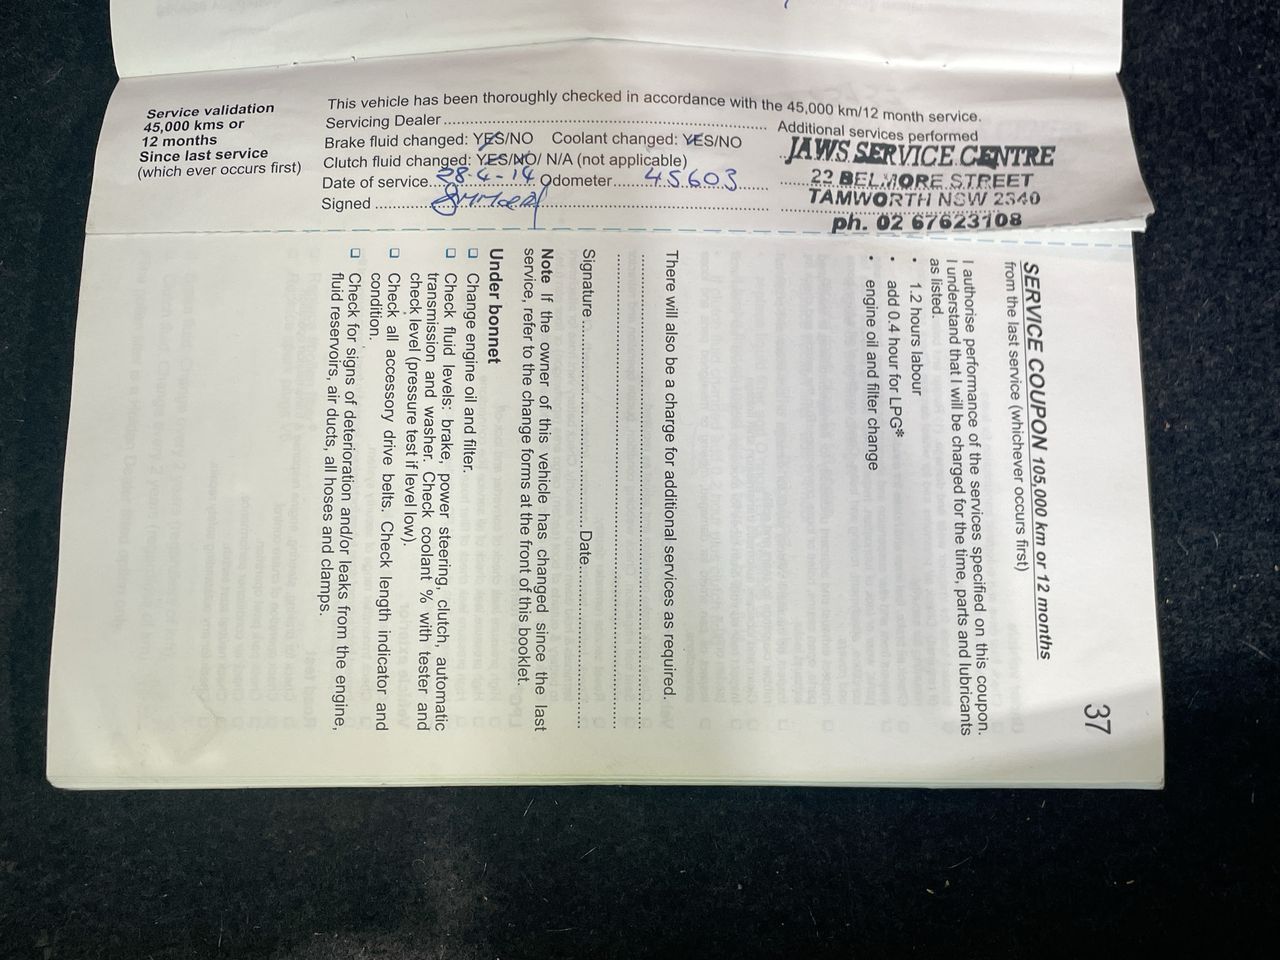 Service validation
45,000 kms or
12 months
Since last service
(which ever occurs first)
This vehicle has been thoroughly checked in accordance with the 45,000 km/12 month service.
Servicing Dealer
Brake fluid changed: YES/NO Coolant changed: YES/NO
Clutch fluid changed: YES/NO/ N/A (not applicable)
Date of service 28-4-14 Odometer 45603
Signed
Additional services performed
JAWS SERVICE CENTRE
22 BELMORE STREET
TAMWORTH NSW 2340
ph. 02 67623108
37
SERVICE COUPON 105,000 km or 12 months
from the last service (whichever occurs first)
I authorise performance of the services specified on this coupon.
I understand that I will be charged for the time, parts and lubricants
as listed.
• 1.2 hours labour
• add 0.4 hour for LPG*
• engine oil and filter change
There will also be a charge for additional services as required.
Signature Date
Note If the owner of this vehicle has changed since the last
service, refer to the change forms at the front of this booklet.
Under bonnet
❑ Change engine oil and filter.
❑ Check fluid levels: brake, power steering, clutch, automatic
transmission and washer. Check coolant % with tester and
check level (pressure test if level low).
❑ Check all accessory drive belts. Check length indicator and
condition.
❑ Check for signs of deterioration and/or leaks from the engine,
fluid reservoirs, air ducts, all hoses and clamps.